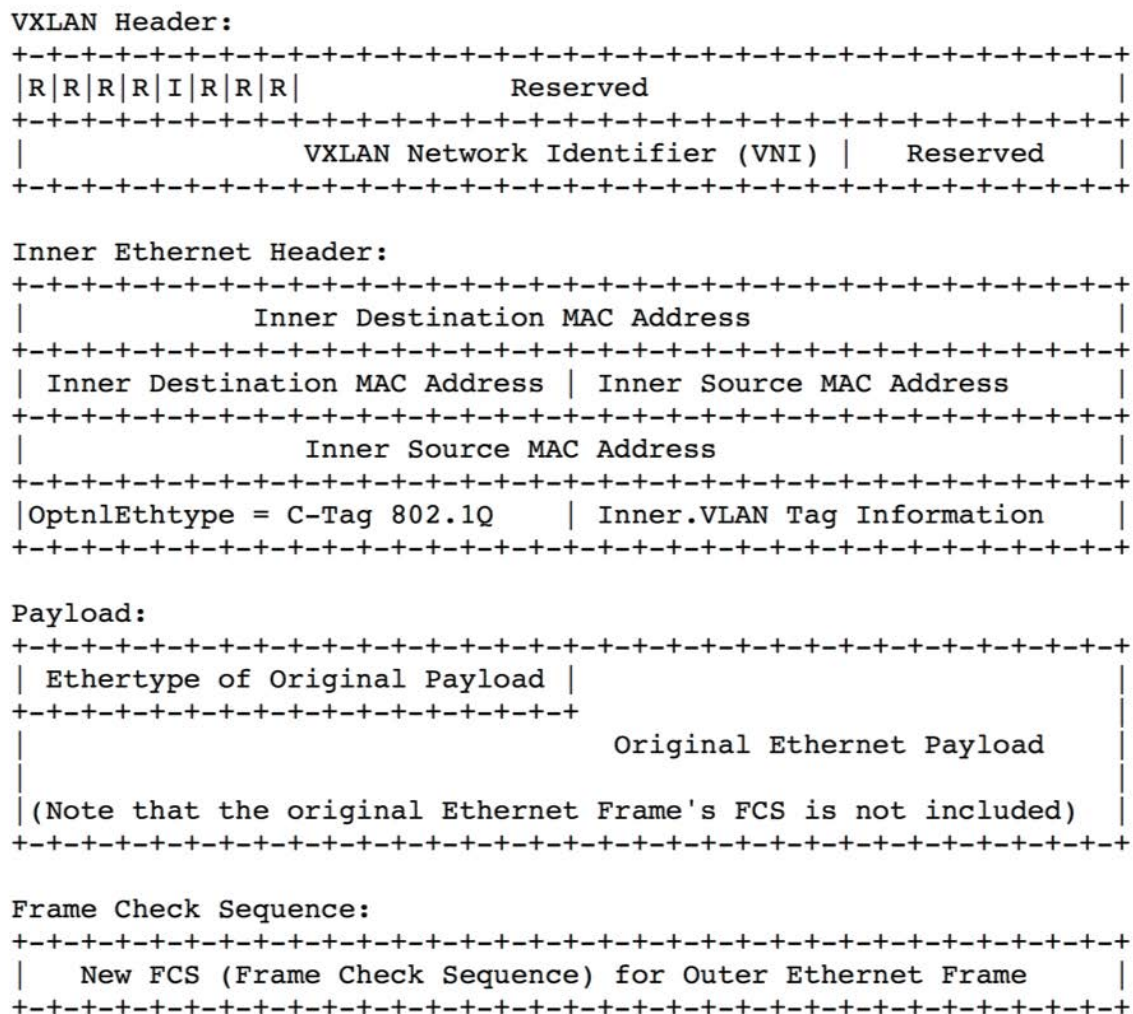 VXLAN Header:
+-+-+-+-+-+-+-+-+-+-+-+-+-+-+-+-+-+-+-+-+-+-+-+-+-+-+-+-+-+-+-+-+
|R|R|R|R|I|R|R|R|            Reserved                           |
+-+-+-+-+-+-+-+-+-+-+-+-+-+-+-+-+-+-+-+-+-+-+-+-+-+-+-+-+-+-+-+-+
|                VXLAN Network Identifier (VNI) |   Reserved    |
+-+-+-+-+-+-+-+-+-+-+-+-+-+-+-+-+-+-+-+-+-+-+-+-+-+-+-+-+-+-+-+-+

Inner Ethernet Header:
+-+-+-+-+-+-+-+-+-+-+-+-+-+-+-+-+-+-+-+-+-+-+-+-+-+-+-+-+-+-+-+-+
|             Inner Destination MAC Address                     |
+-+-+-+-+-+-+-+-+-+-+-+-+-+-+-+-+-+-+-+-+-+-+-+-+-+-+-+-+-+-+-+-+
| Inner Destination MAC Address | Inner Source MAC Address      |
+-+-+-+-+-+-+-+-+-+-+-+-+-+-+-+-+-+-+-+-+-+-+-+-+-+-+-+-+-+-+-+-+
|                Inner Source MAC Address                       |
+-+-+-+-+-+-+-+-+-+-+-+-+-+-+-+-+-+-+-+-+-+-+-+-+-+-+-+-+-+-+-+-+
|OptnlEthtype = C-Tag 802.1Q    | Inner.VLAN Tag Information    |
+-+-+-+-+-+-+-+-+-+-+-+-+-+-+-+-+-+-+-+-+-+-+-+-+-+-+-+-+-+-+-+-+

Payload:
+-+-+-+-+-+-+-+-+-+-+-+-+-+-+-+-+-+-+-+-+-+-+-+-+-+-+-+-+-+-+-+-+
| Ethertype of Original Payload |                               |
+-+-+-+-+-+-+-+-+-+-+-+-+-+-+-+-+                               |
|                                  Original Ethernet Payload    |
|                                                               |
|(Note that the original Ethernet Frame's FCS is not included)  |
+-+-+-+-+-+-+-+-+-+-+-+-+-+-+-+-+-+-+-+-+-+-+-+-+-+-+-+-+-+-+-+-+

Frame Check Sequence:
+-+-+-+-+-+-+-+-+-+-+-+-+-+-+-+-+-+-+-+-+-+-+-+-+-+-+-+-+-+-+-+-+
|   New FCS (Frame Check Sequence) for Outer Ethernet Frame     |
+-+-+-+-+-+-+-+-+-+-+-+-+-+-+-+-+-+-+-+-+-+-+-+-+-+-+-+-+-+-+-+-+